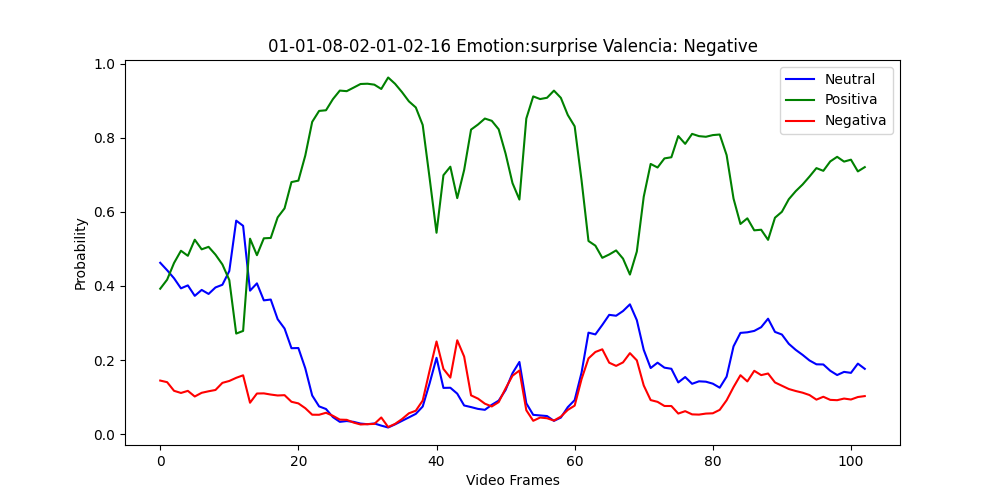 01-01-08-02-01-02-16 Emotion:surprise Valencia: Negative
1.0
0.8
0.6
0.4
0.2
0.0
Probability
Neutral
Positiva
Negativa
0 20 40 60 80 100
Video Frames